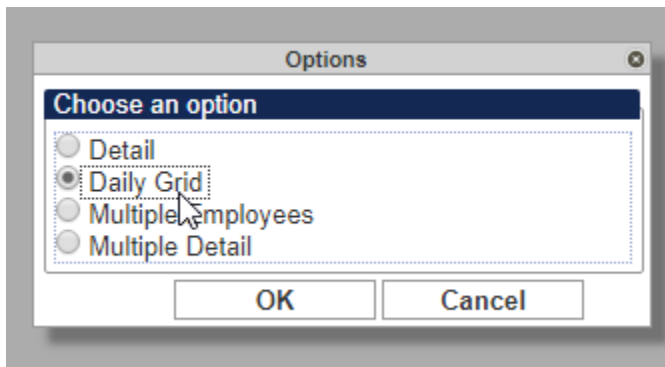 Options
Choose an option
Detail
Daily Grid
Multiple Employees
Multiple Detail
OK Cancel